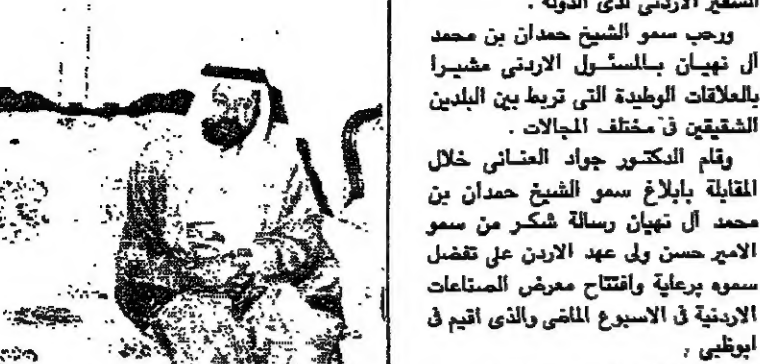 السفير الاردنى لدى الدولة .
ورحب سمو الشيخ حمدان بن محمد
آل نهيان بالمسئول الاردنى مشيرا
بالعلاقات الوطيدة التى تربط بين البلدين
الشقيقين فى مختلف المجالات .
وقام الدكتور جواد العنانى خلال
المقابلة بابلاغ سمو الشيخ حمدان بن
محمد آل نهيان رسالة شكر من سمو
الامير حسن ولى عهد الاردن على تفضل
سموه برعاية وافتتاح معرض الصناعات
الاردنية فى الاسبوع الماضى والذى اقيم فى
ابوظبى .